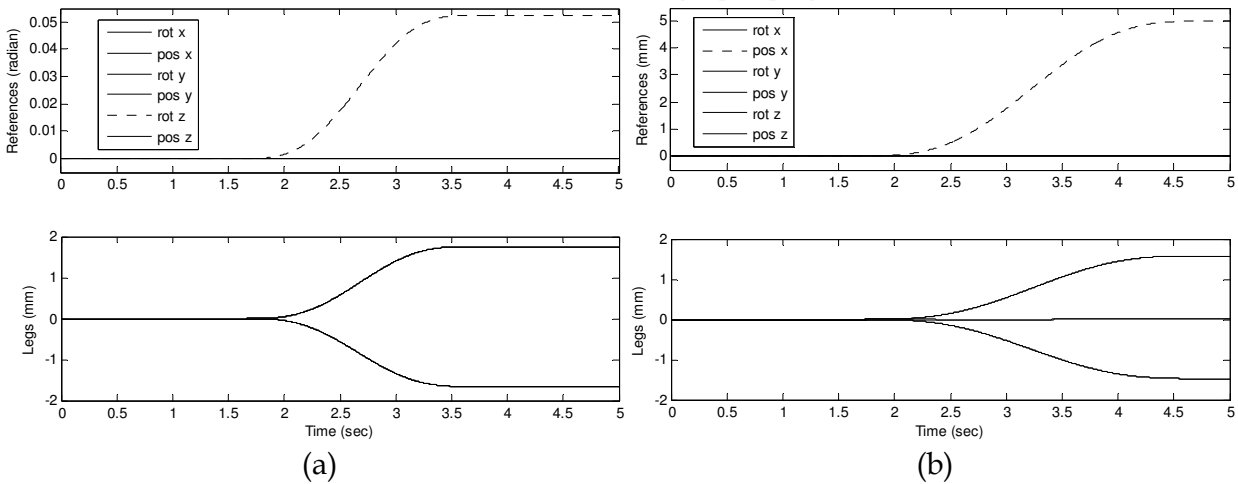 References (radian)
0.05
0.04
0.03
0.02
0.01
0
rot x
pos x
rot y
pos y
rot z
pos z
0 0.5 1 1.5 2 2.5 3 3.5 4 4.5 5
Legs (mm)
2
1
0
-1
-2
0 0.5 1 1.5 2 2.5 3 3.5 4 4.5 5
Time (sec)
(a)
References (mm)
5
4
3
2
1
0
rot x
pos x
rot y
pos y
rot z
pos z
0 0.5 1 1.5 2 2.5 3 3.5 4 4.5 5
Legs (mm)
2
1
0
-1
-2
0 0.5 1 1.5 2 2.5 3 3.5 4 4.5 5
Time (sec)
(b)